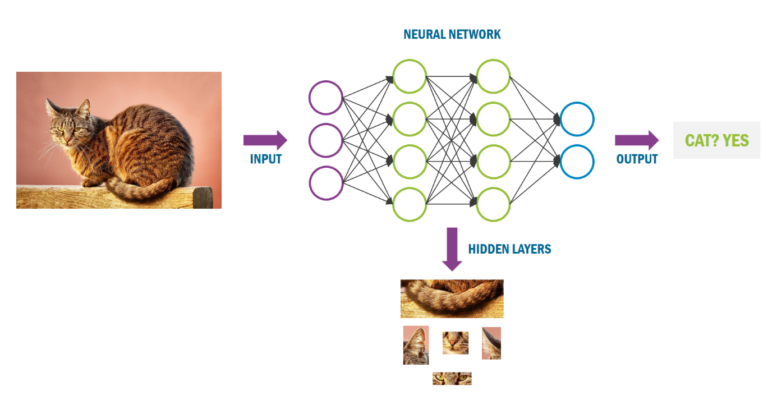 NEURAL NETWORK
INPUT
OUTPUT
CAT? YES
HIDDEN LAYERS